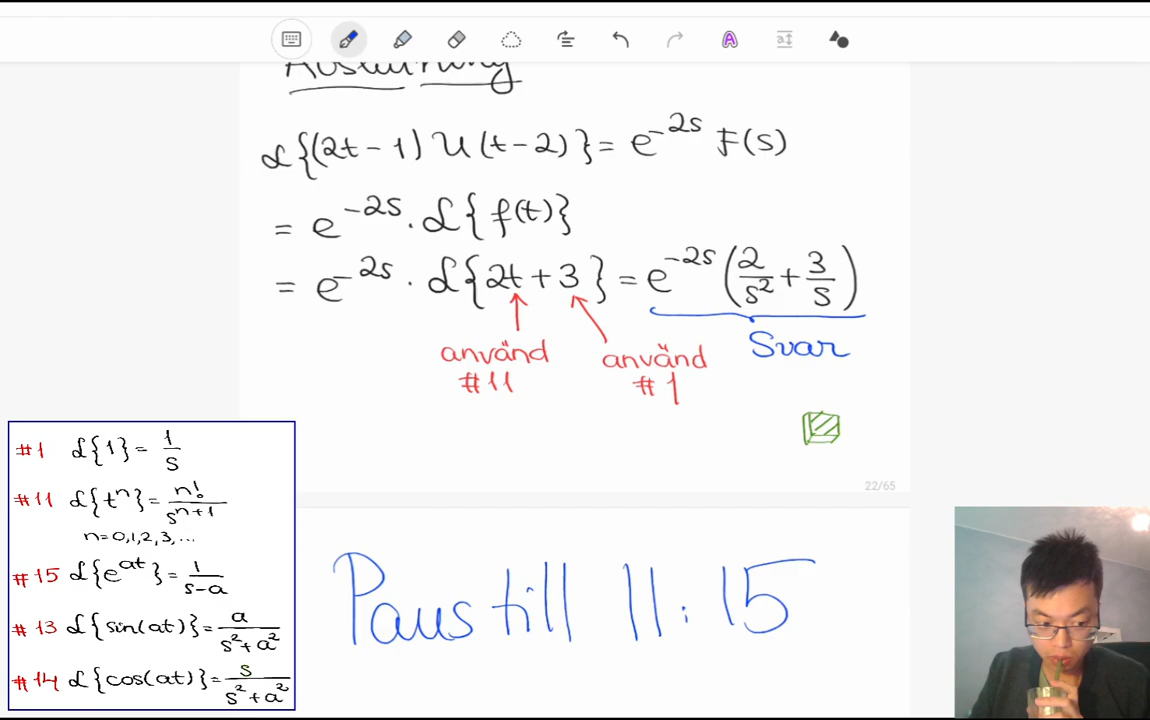 Ausräkning
ℒ{(2t-1) U(t-2)} = e^{-2s} F(s)
= e^{-2s} · ℒ{f(t)}
= e^{-2s} · ℒ{2t+3} = e^{-2s} (2/s² + 3/s)
använd #11
använd #1
Svar
22/65
#1 ℒ{1} = 1/s
#11 ℒ{tⁿ} = n!/s^{n+1}
n=0,1,2,3,...
#15 ℒ{e^{at}} = 1/(s-a)
#13 ℒ{sin(at)} = a/(s²+a²)
#14 ℒ{cos(at)} = s/(s²+a²)
Paus till 11:15